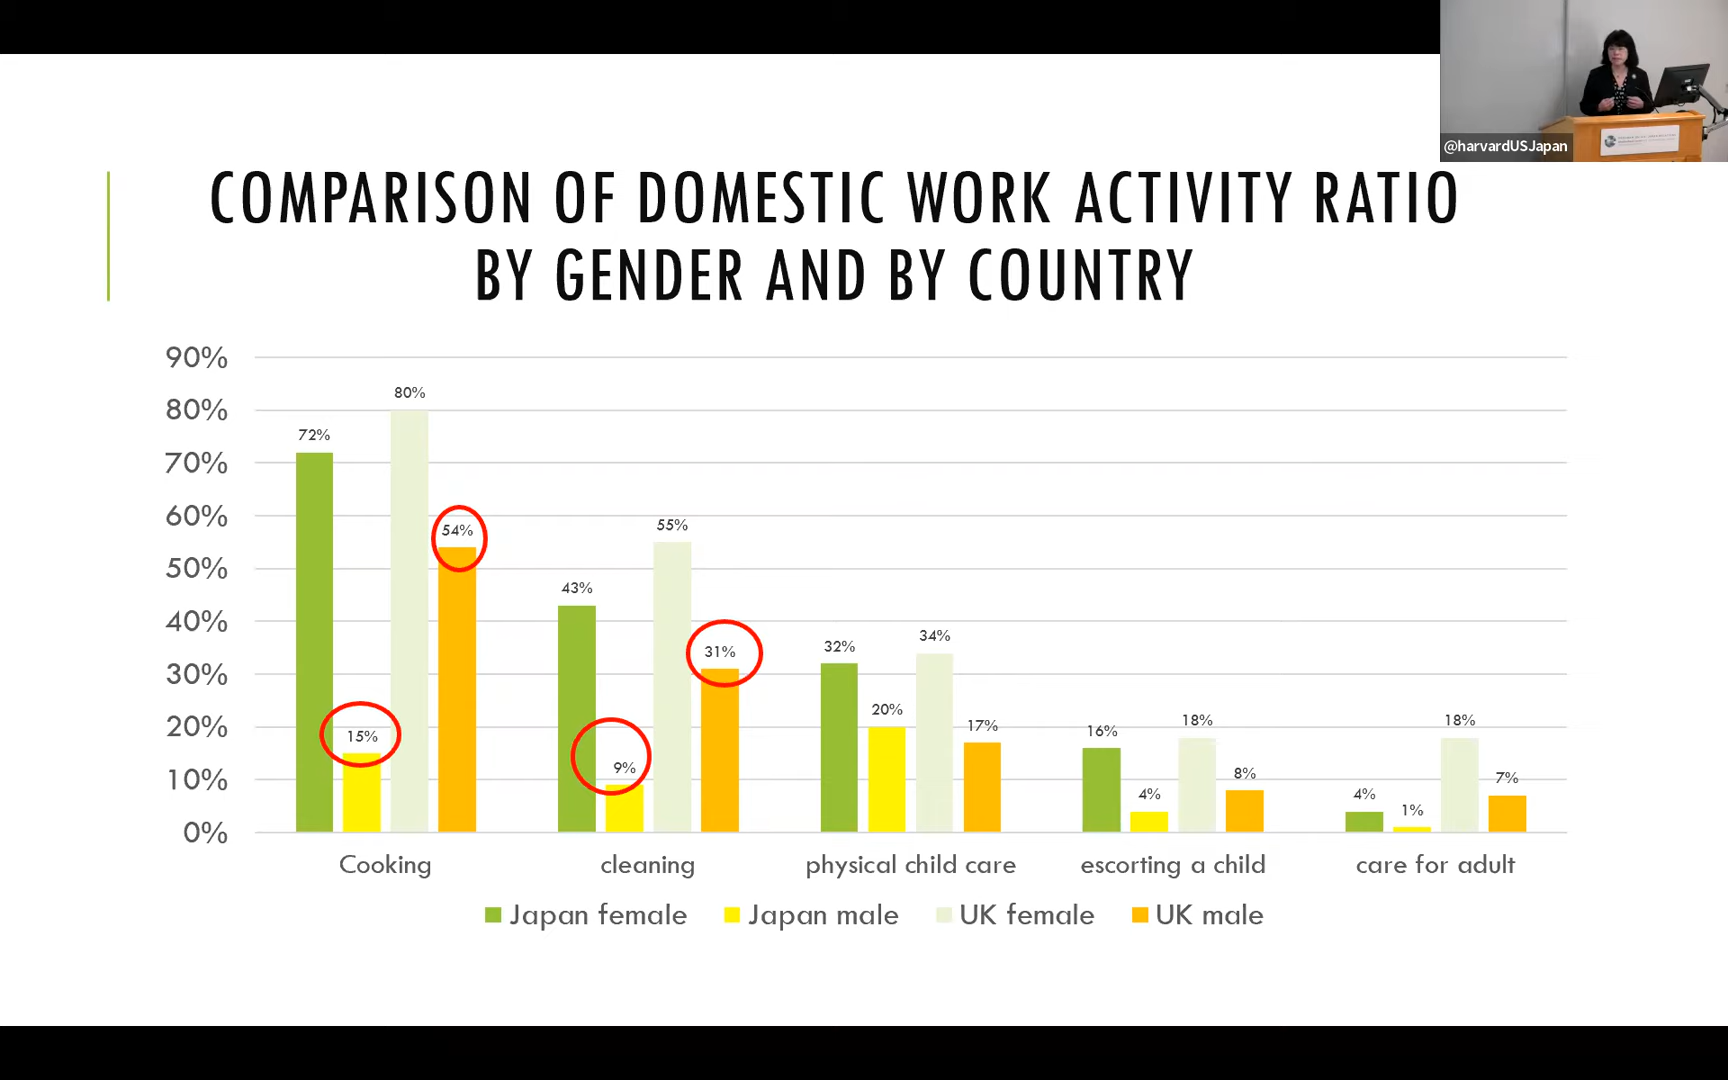 @harvardUSJapan
COMPARISON OF DOMESTIC WORK ACTIVITY RATIO
BY GENDER AND BY COUNTRY
90%
80%
70%
60%
50%
40%
30%
20%
10%
0%
72%
15%
80%
54%
43%
9%
55%
31%
32%
20%
34%
17%
16%
4%
18%
8%
4%
1%
18%
7%
Cooking
cleaning
physical child care
escorting a child
care for adult
Japan female
Japan male
UK female
UK male